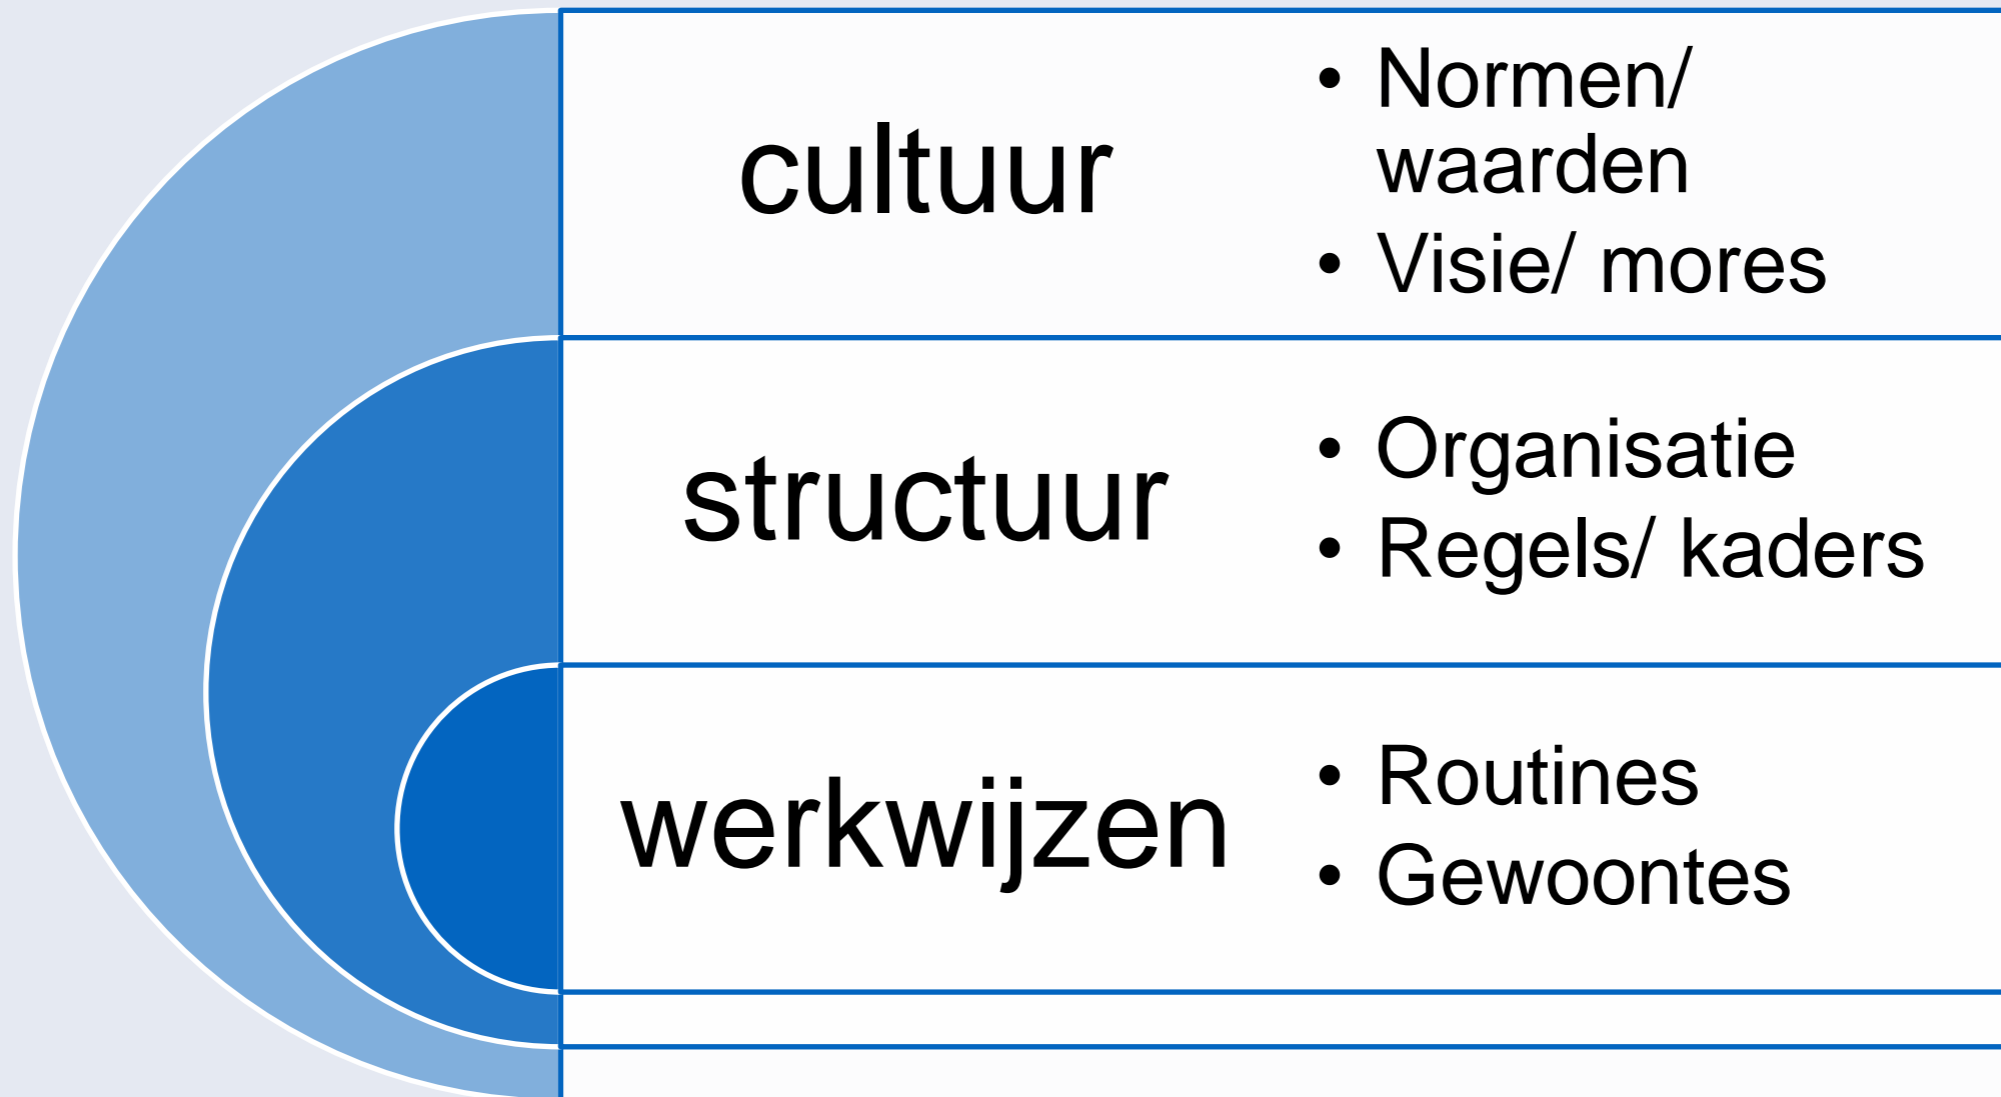 cultuur
• Normen/
waarden
• Visie/ mores
structuur
• Organisatie
• Regels/ kaders
werkwijzen
• Routines
• Gewoontes